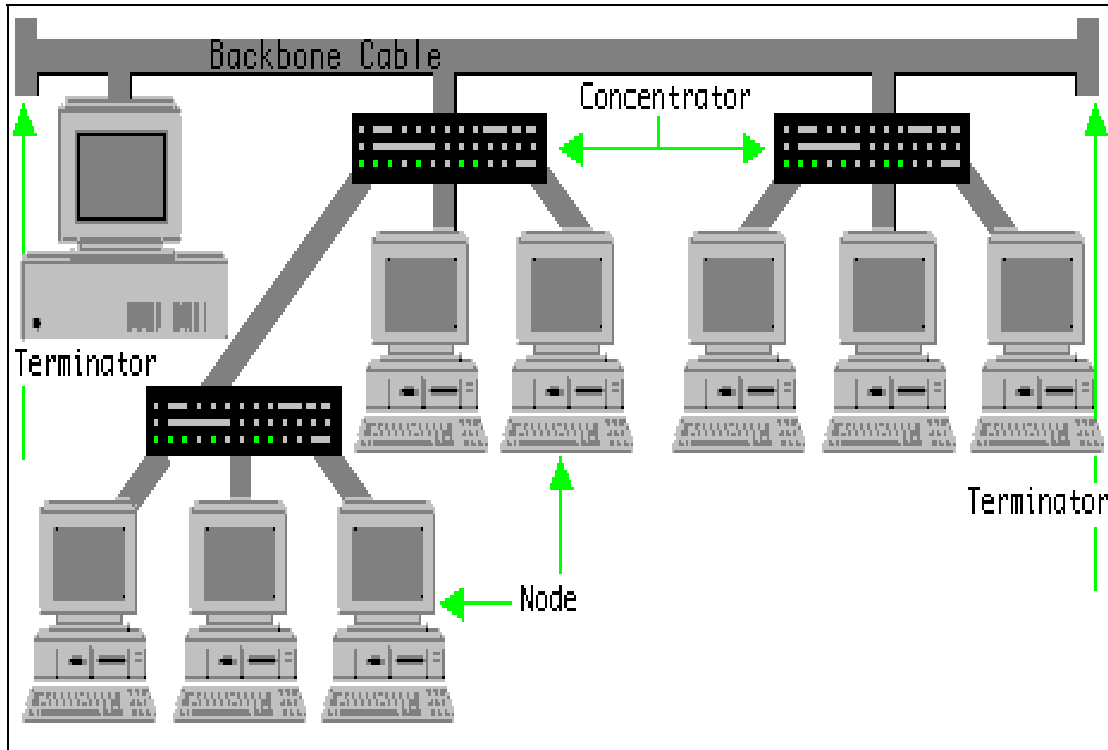 Backbone Cable
Concentrator
Terminator
Terminator
Node